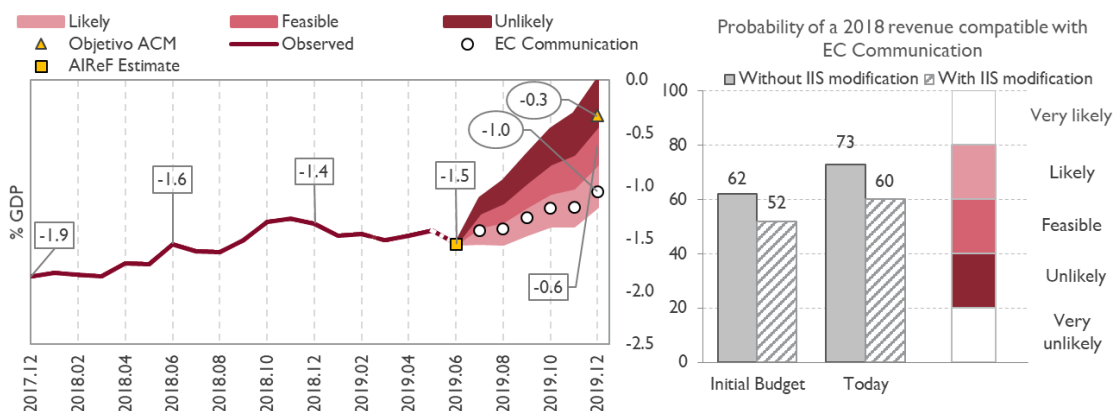 Likely
Feasible
Unlikely
Objetivo ACM
Observed
EC Communication
AIReF Estimate
% GDP
0.0
-0.5
-1.0
-1.5
-2.0
-2.5
-1.9
-1.6
-1.4
-1.5
-1.0
-0.3
-0.6
2017.12
2018.02
2018.04
2018.06
2018.08
2018.10
2018.12
2019.02
2019.04
2019.06
2019.08
2019.10
2019.12
Probability of a 2018 revenue compatible with
EC Communication
Without IIS modification
With IIS modification
100
80
60
40
20
0
62
52
73
60
Initial Budget
Today
Very likely
Likely
Feasible
Unlikely
Very
unlikely